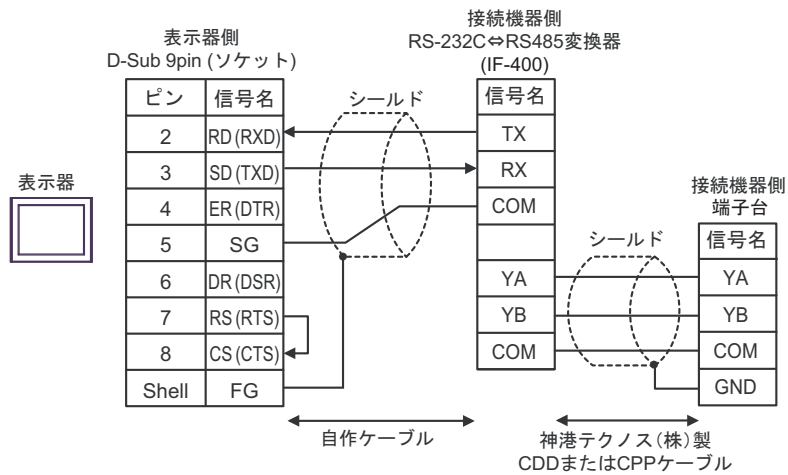 表示器側
D-Sub 9pin (ソケット)
接続機器側
RS-232C⇔RS485変換器
(IF-400)
ピン 信号名
シールド
信号名
2 RD (RXD)
TX
3 SD (TXD)
RX
4 ER (DTR)
COM
5 SG
6 DR (DSR)
YA
7 RS (RTS)
YB
8 CS (CTS)
COM
Shell FG
表示器
接続機器側
端子台
シールド
信号名
YA
YB
COM
GND
自作ケーブル
神港テクノス(株)製
CDDまたはCPPケーブル